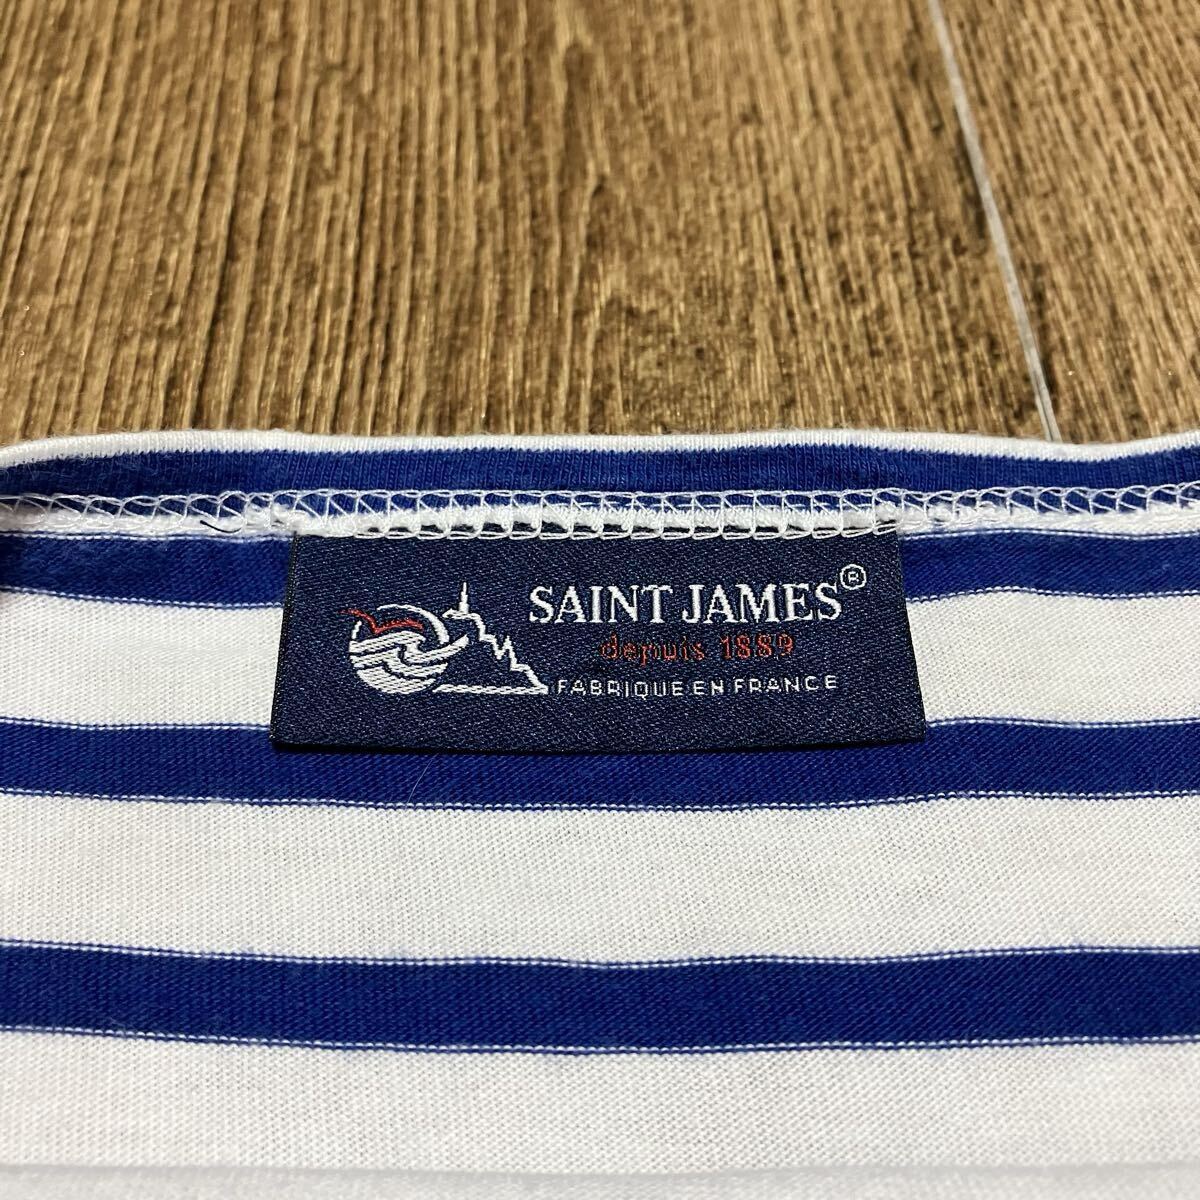 SAINT JAMES®
depuis 1889
FABRIQUE EN FRANCE